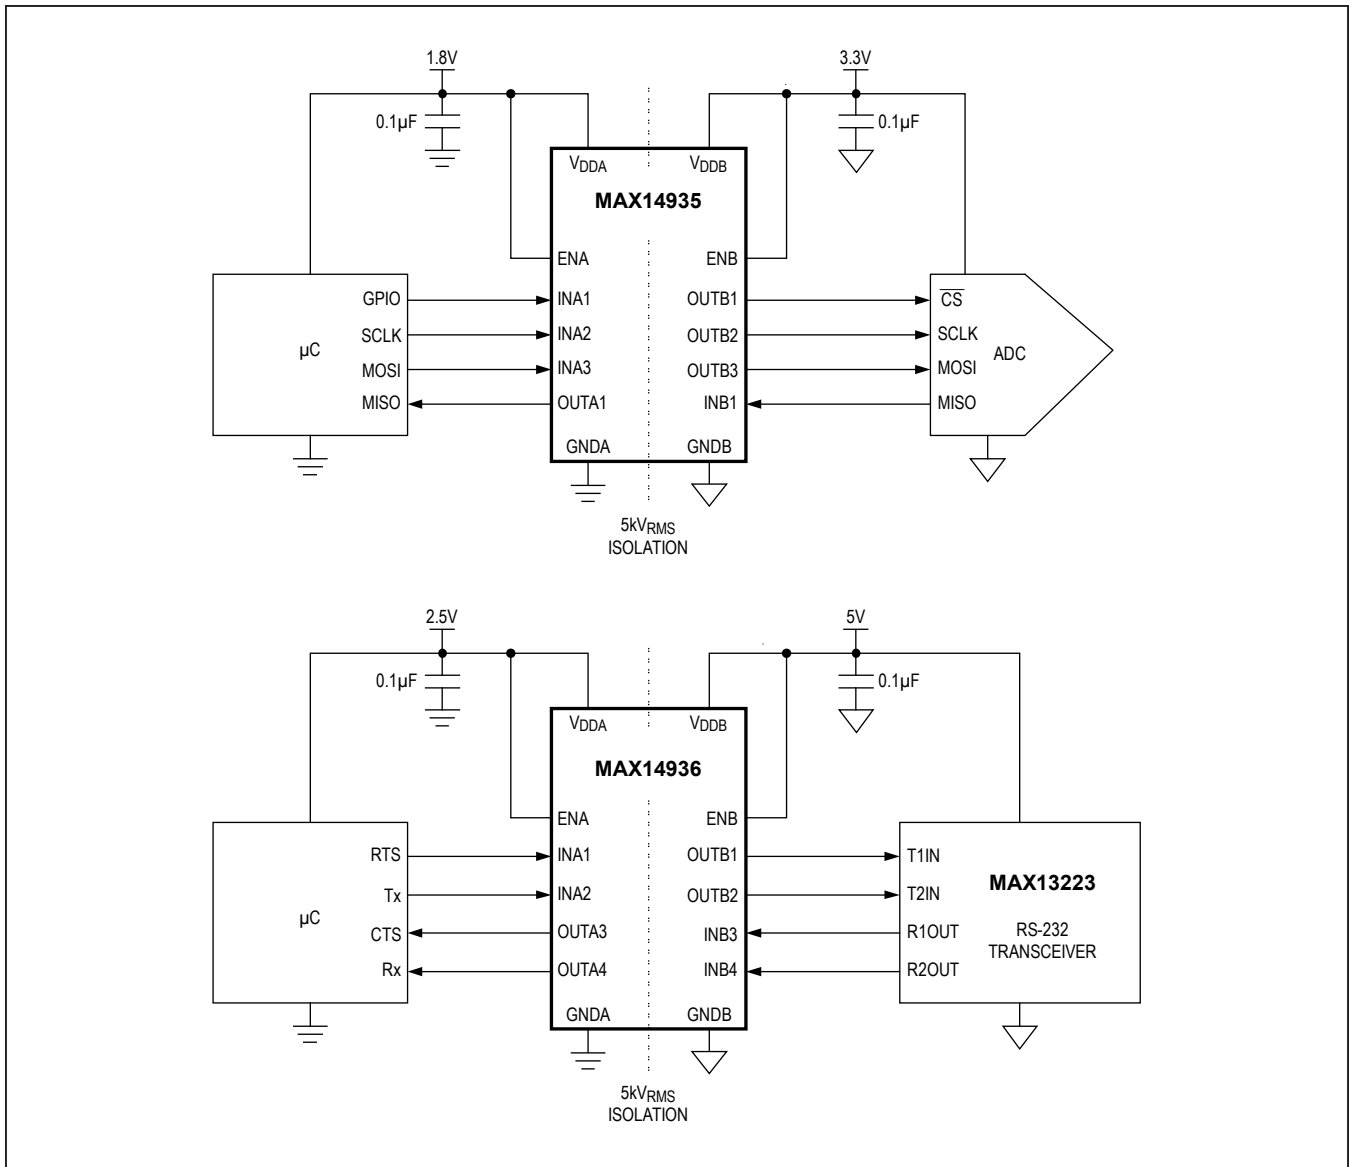 1.8V
3.3V
0.1µF
0.1µF
VDDA
VDDB
MAX14935
ENA
ENB
GPIO
INA1
OUTB1
CS
SCLK
INA2
OUTB2
SCLK
µC
ADC
MOSI
INA3
OUTB3
MOSI
MISO
OUTA1
INB1
MISO
GNDA
GNDB
5kVRMS
ISOLATION
2.5V
5V
0.1µF
0.1µF
VDDA
VDDB
MAX14936
ENA
ENB
RTS
INA1
OUTB1
T1IN
MAX13223
Tx
INA2
OUTB2
T2IN
µC
CTS
OUTA3
INB3
R1OUT
RS-232
TRANSCEIVER
Rx
OUTA4
INB4
R2OUT
GNDA
GNDB
5kVRMS
ISOLATION